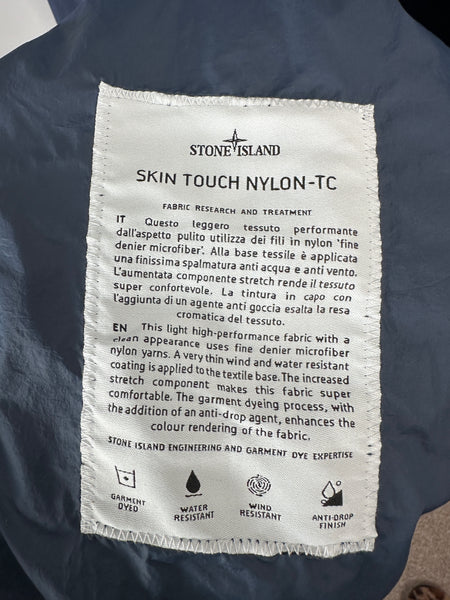 STONE ISLAND
SKIN TOUCH NYLON-TC
FABRIC RESEARCH AND TREATMENT
IT Questo leggero tessuto performante
dall'aspetto pulito utilizza dei fili in nylon 'fine
denier microfiber'. Alla base tessile è applicata
una finissima spalmatura anti acqua e anti vento.
L'aumentata componente stretch rende il tessuto
super confortevole. La tintura in capo con
l'aggiunta di un agente anti goccia esalta la resa
cromatica del tessuto.
EN This light high-performance fabric with a
clean appearance uses fine denier microfiber
nylon yarns. A very thin wind and water resistant
coating is applied to the textile base. The increased
stretch component makes this fabric super
comfortable. The garment dyeing process, with
the addition of an anti-drop agent, enhances the
colour rendering of the fabric.
STONE ISLAND ENGINEERING AND GARMENT DYE EXPERTISE
GARMENT DYED
WATER RESISTANT
WIND RESISTANT
ANTI-DROP FINISH